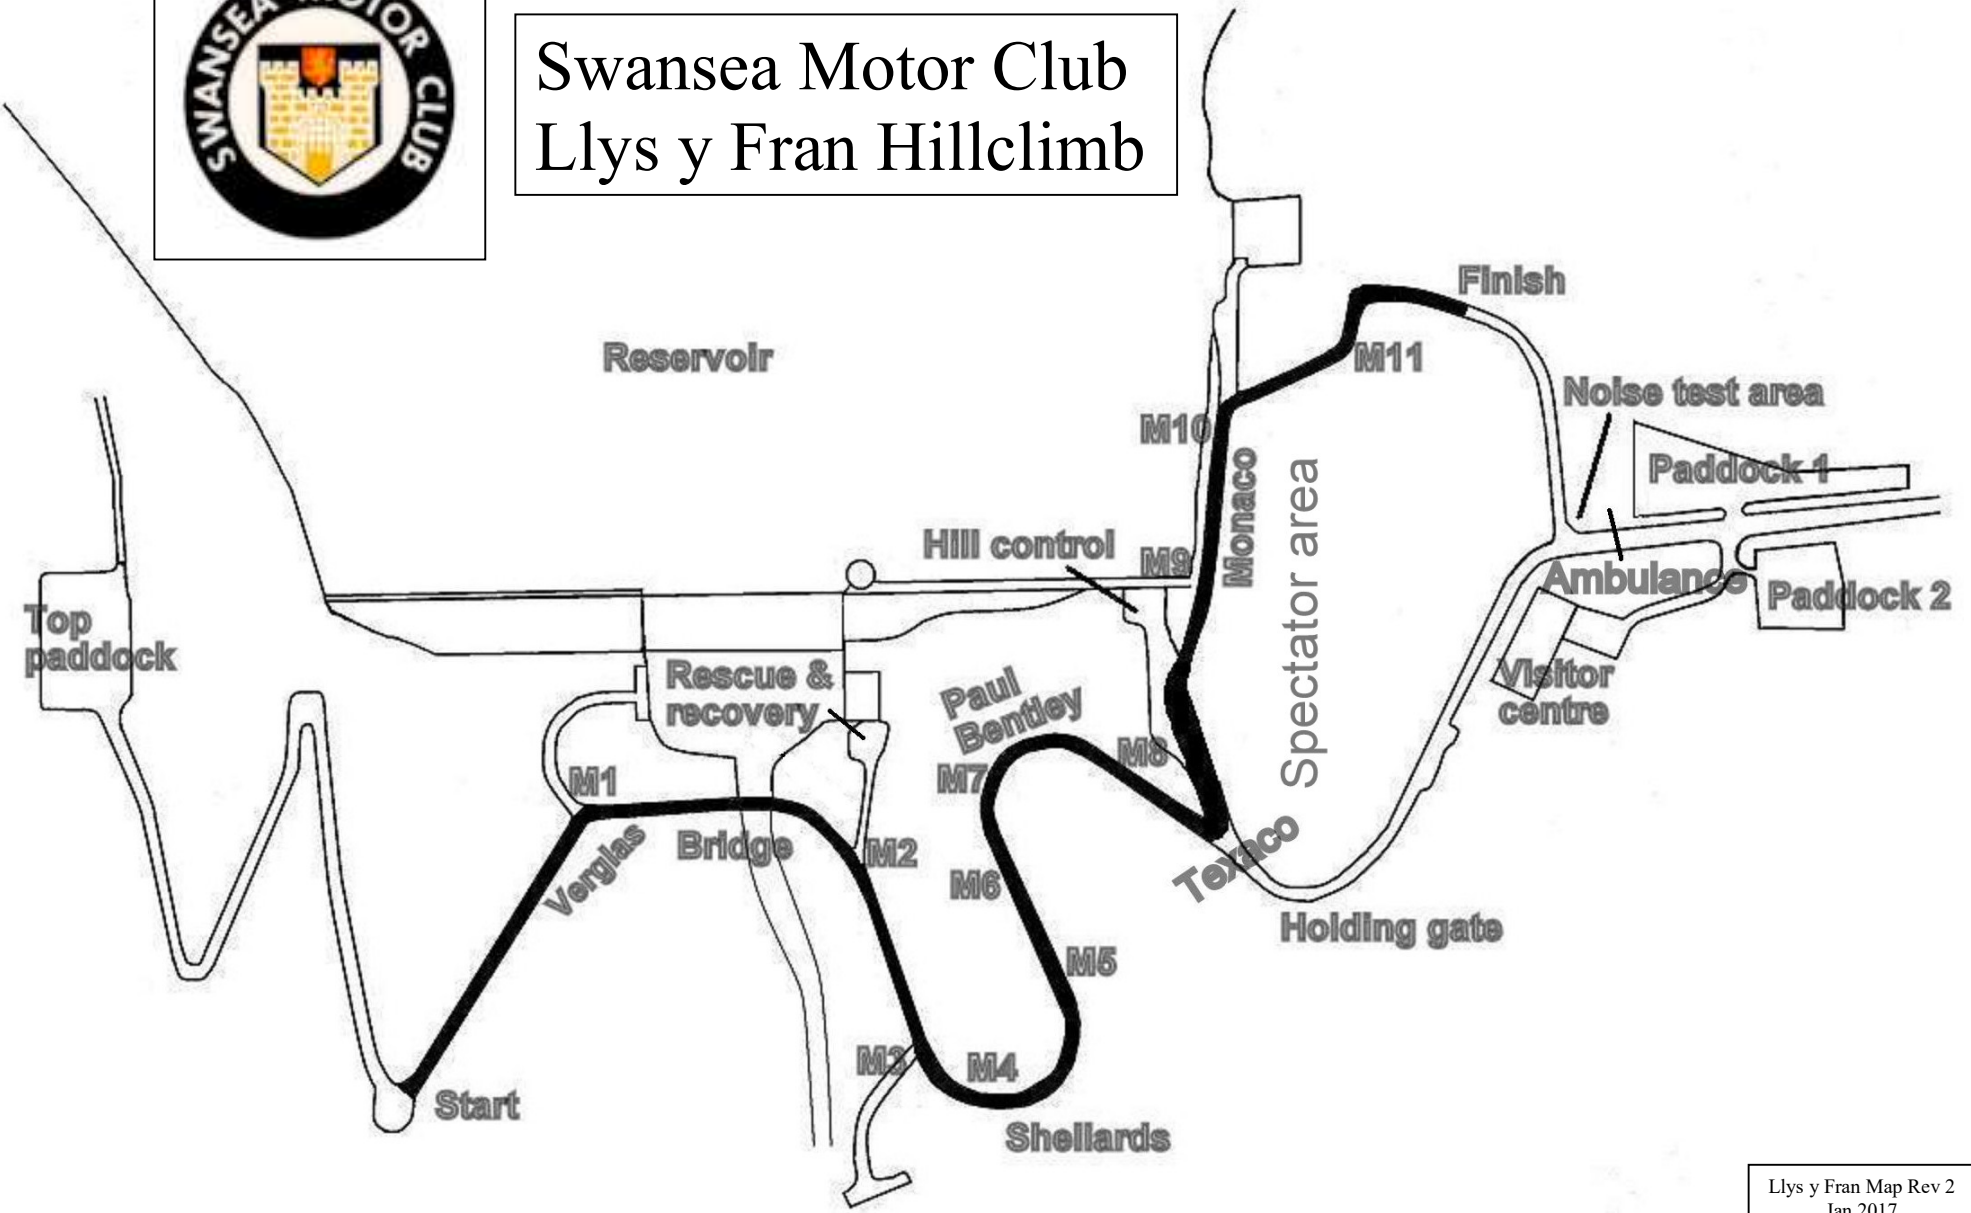 SWANSEA MOTOR CLUB
Swansea Motor Club
Llys y Fran Hillclimb
Finish
Reservoir
M11
Noise test area
M10
Paddock 1
Monaco
Spectator area
Hill control
M9
Ambulance
Paddock 2
Top
paddock
Rescue &
recovery
Paul
Bentley
Visitor
centre
M8
M7
M1
Verglas
Bridge
M2
Texaco
M6
Holding gate
M5
M3
M4
Start
Shellards
Llys y Fran Map Rev 2
Jan 2017